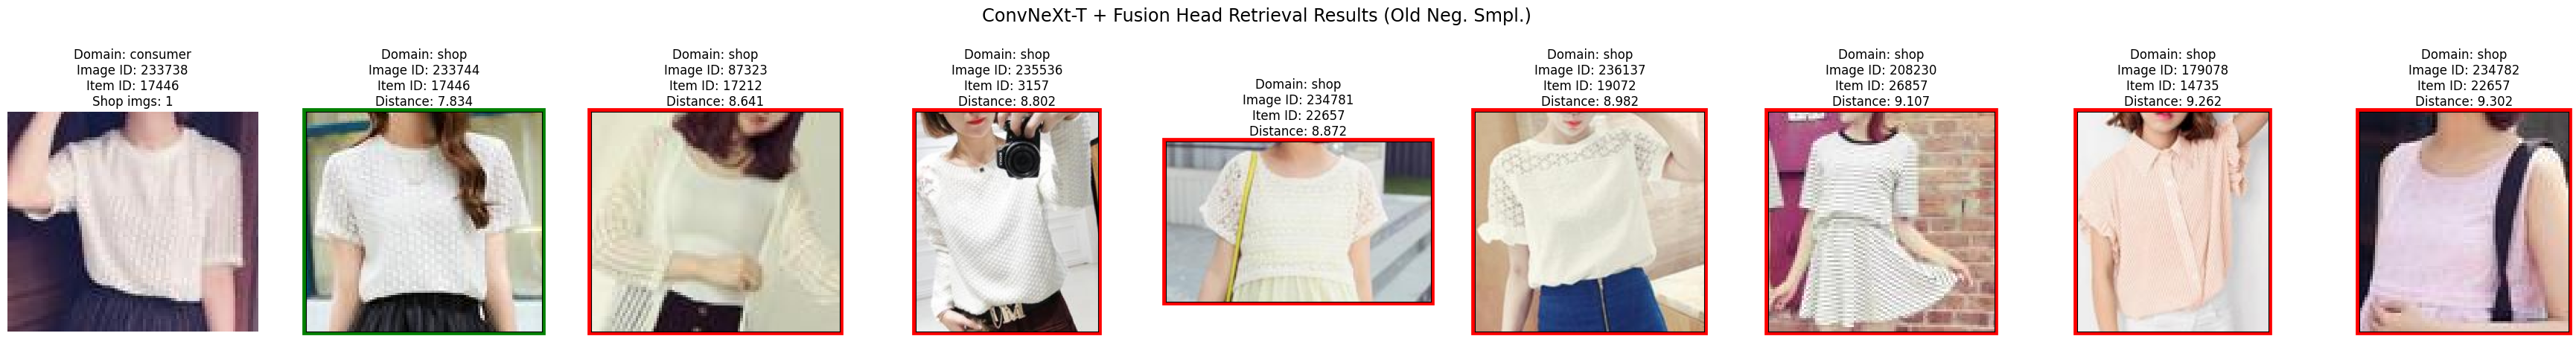 ConvNeXt-T + Fusion Head Retrieval Results (Old Neg. Smpl.)
Domain: consumer
Image ID: 233738
Item ID: 17446
Shop imgs: 1
Domain: shop
Image ID: 233744
Item ID: 17446
Distance: 7.834
Domain: shop
Image ID: 87323
Item ID: 17212
Distance: 8.641
Domain: shop
Image ID: 235536
Item ID: 3157
Distance: 8.802
Domain: shop
Image ID: 234781
Item ID: 22657
Distance: 8.872
Domain: shop
Image ID: 236137
Item ID: 19072
Distance: 8.982
Domain: shop
Image ID: 208230
Item ID: 26857
Distance: 9.107
Domain: shop
Image ID: 179078
Item ID: 14735
Distance: 9.262
Domain: shop
Image ID: 234782
Item ID: 22657
Distance: 9.302